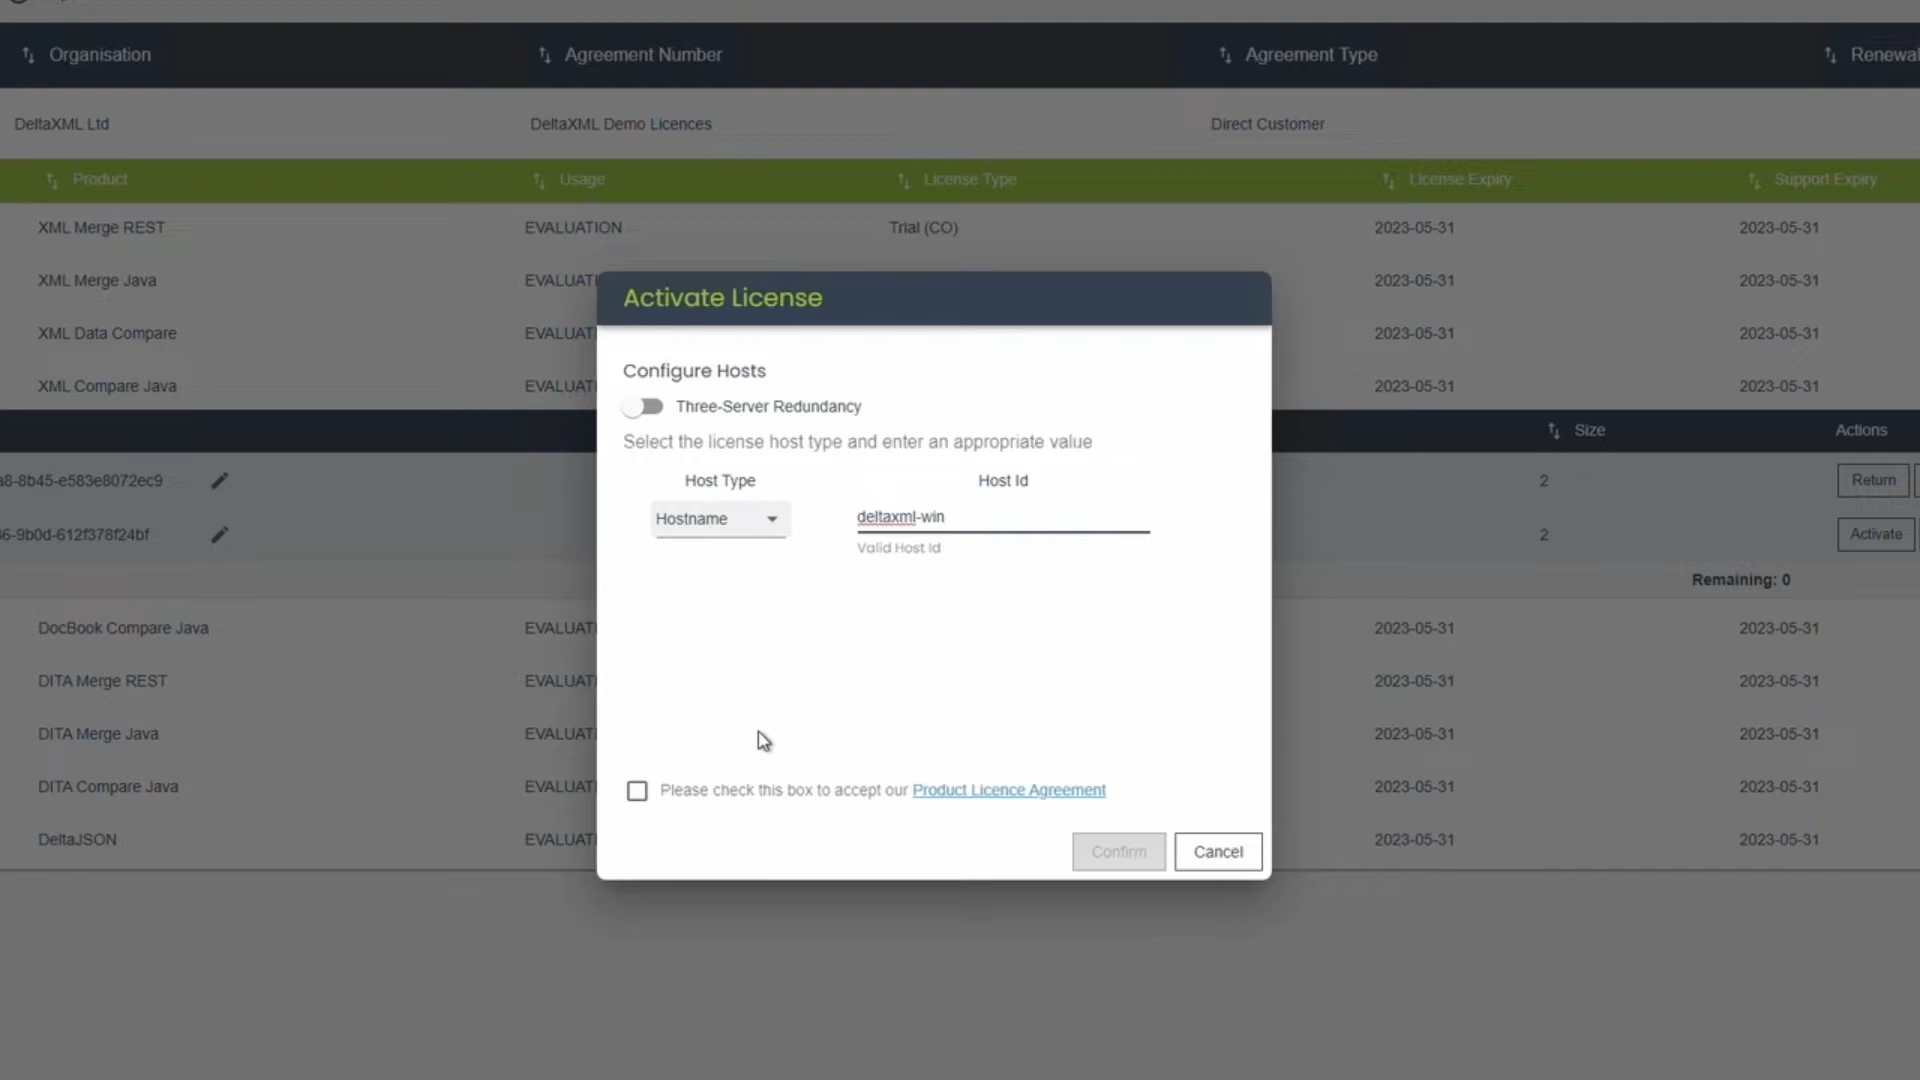 Organisation Agreement Number Agreement Type Renewal
DeltaXML Ltd DeltaXML Demo Licences Direct Customer
Product Usage License Type License Expiry Support Expiry
XML Merge REST EVALUATION Trial (CO) 2023-05-31 2023-05-31
XML Merge Java EVALUATI 2023-05-31 2023-05-31
XML Data Compare EVALUATI 2023-05-31 2023-05-31
XML Compare Java EVALUATI 2023-05-31 2023-05-31
Size Actions
a8-8b45-e583e8072ec9 2 Return
6-9b0d-612f378f24bf 2 Activate
Remaining: 0
DocBook Compare Java EVALUATI 2023-05-31 2023-05-31
DITA Merge REST EVALUATI 2023-05-31 2023-05-31
DITA Merge Java EVALUATI 2023-05-31 2023-05-31
DITA Compare Java EVALUATI 2023-05-31 2023-05-31
DeltaJSON EVALUATI 2023-05-31 2023-05-31
Activate License
Configure Hosts
Three-Server Redundancy
Select the license host type and enter an appropriate value
Host Type Host Id
Hostname deltaxml-win
Valid Host Id
Please check this box to accept our Product Licence Agreement
Confirm Cancel